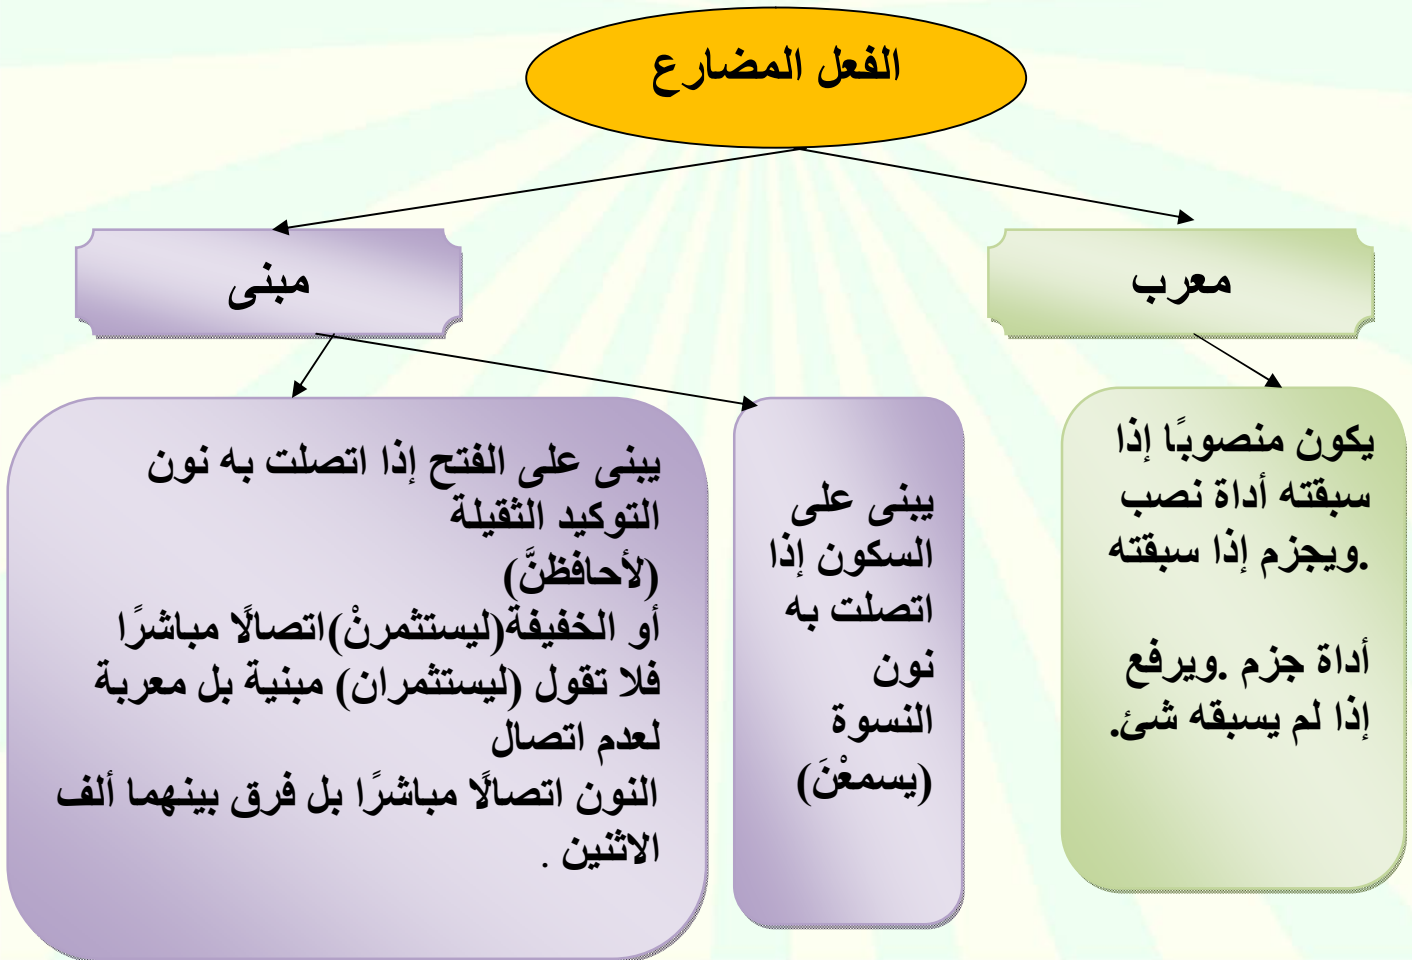 الفعل المضارع
معرب
مبنى
يكون منصوبًا إذا
سبقته أداة نصب
.ويجزم إذا سبقته
أداة جزم .ويرفع
إذا لم يسبقه شئ.
يبنى على
السكون إذا
اتصلت به
نون
النسوة
(يسمعْنَ)
يبنى على الفتح إذا اتصلت به نون
التوكيد الثقيلة
(لأحافظنَّ)
أو الخفيفة(ليستثمرنْ)اتصالًا مباشرًا
فلا تقول (ليستثمران) مبنية بل معربة
لعدم اتصال
النون اتصالًا مباشرًا بل فرق بينهما ألف
الاثنين .